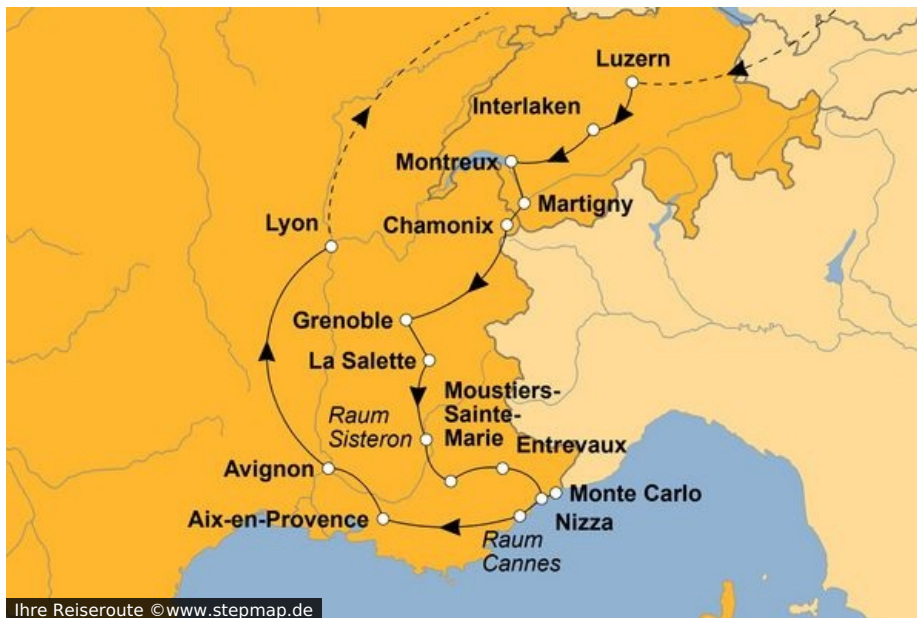 Luzern
Interlaken
Montreux
Martigny
Chamonix
Lyon
Grenoble
La Salette
Moustiers-
Sainte-
Marie
Raum
Sisteron
Entrevaux
Avignon
Monte Carlo
Aix-en-Provence
Nizza
Raum
Cannes
Ihre Reiseroute ©www.stepmap.de